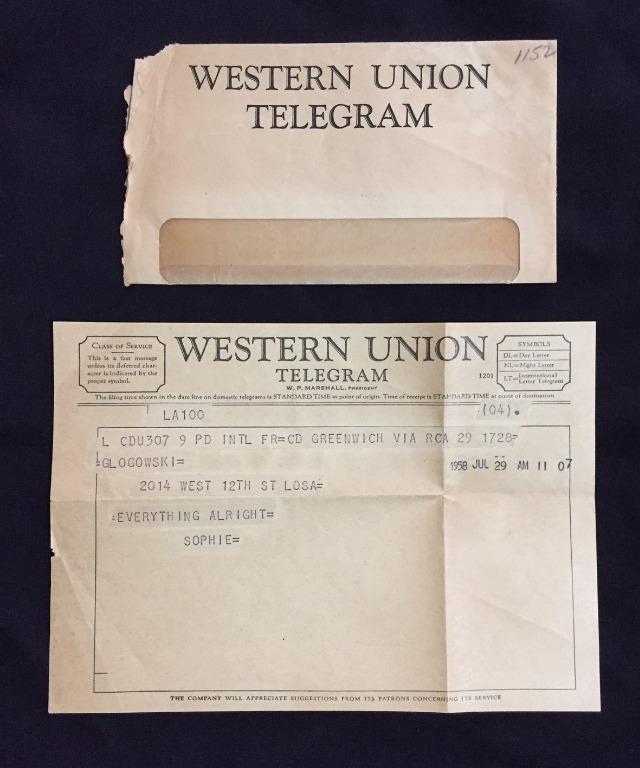 1152
WESTERN UNION
TELEGRAM
CLASS OF SERVICE
This is a fast message
unless its deferred char-
acter is indicated by the
proper symbol.
WESTERN UNION
TELEGRAM
W. P. MARSHALL, PRESIDENT
1201
SYMBOLS
DL=Day Letter
NL=Night Letter
LT=International Letter Telegram
The filing time shown in the date line on domestic telegrams is STANDARD TIME at point of origin. Time of receipt is STANDARD TIME at point of destination
LA100 (04).
L CDU307 9 PD INTL FR=CD GREENWICH VIA RCA 29 1728=
:GLOGOWSKI= 1958 JUL 29 AM 11 07
2014 WEST 12TH ST LOSA=
:EVERYTHING ALRIGHT=
SOPHIE=
THE COMPANY WILL APPRECIATE SUGGESTIONS FROM ITS PATRONS CONCERNING ITS SERVICE